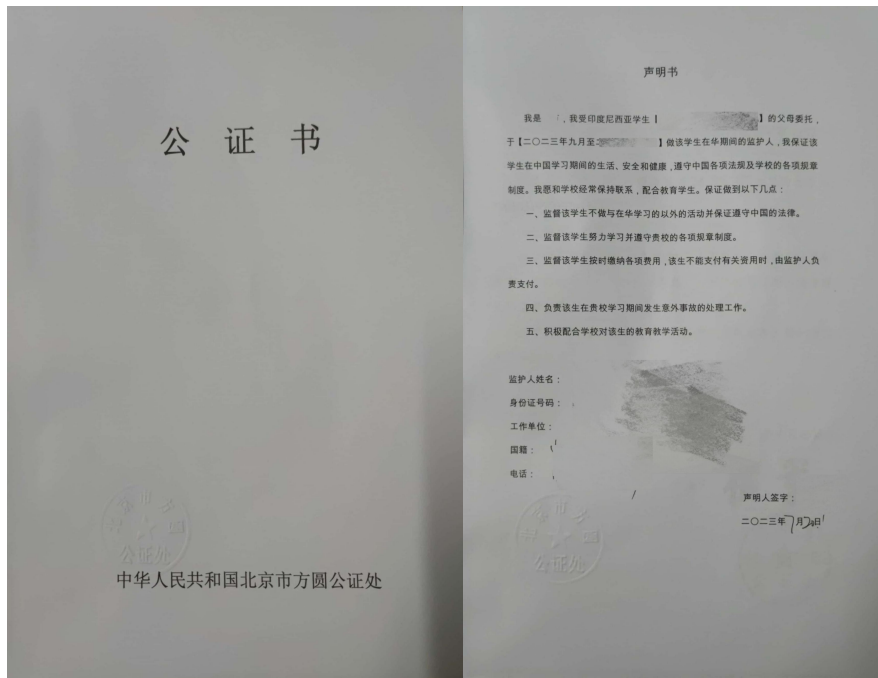 公证书
中华人民共和国北京市方圆公证处
公证处
声明书
我是 ，我受印度尼西亚学生【 】的父母委托，
于【二〇二三年九月至 】做该学生在华期间的监护人，我保证该
学生在中国学习期间的生活、安全和健康，遵守中国各项法规及学校的各项规章
制度。我愿和学校经常保持联系，配合教育学生。保证做到以下几点：
一、监督该学生不做与在华学习的以外的活动并保证遵守中国的法律。
二、监督该学生努力学习并遵守贵校的各项规章制度。
三、监督该学生按时缴纳各项费用，该生不能支付有关资用时，由监护人负
责支付。
四、负责该生在贵校学习期间发生意外事故的处理工作。
五、积极配合学校对该生的教育教学活动。
监护人姓名：
身份证号码：
工作单位：
国籍：
电话：
声明人签字：
二〇二三年7月 日
公证处